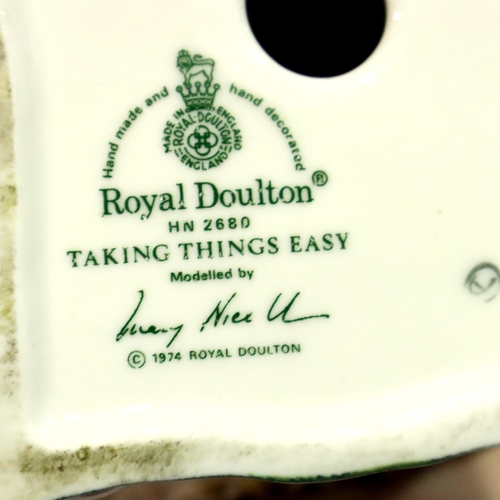 Hand made and hand decorated
MADE IN ENGLAND
ROYAL·DOULTON
ENGLAND
Royal Doulton®
HN 2680
TAKING THINGS EASY
Modelled by
© 1974 ROYAL DOULTON